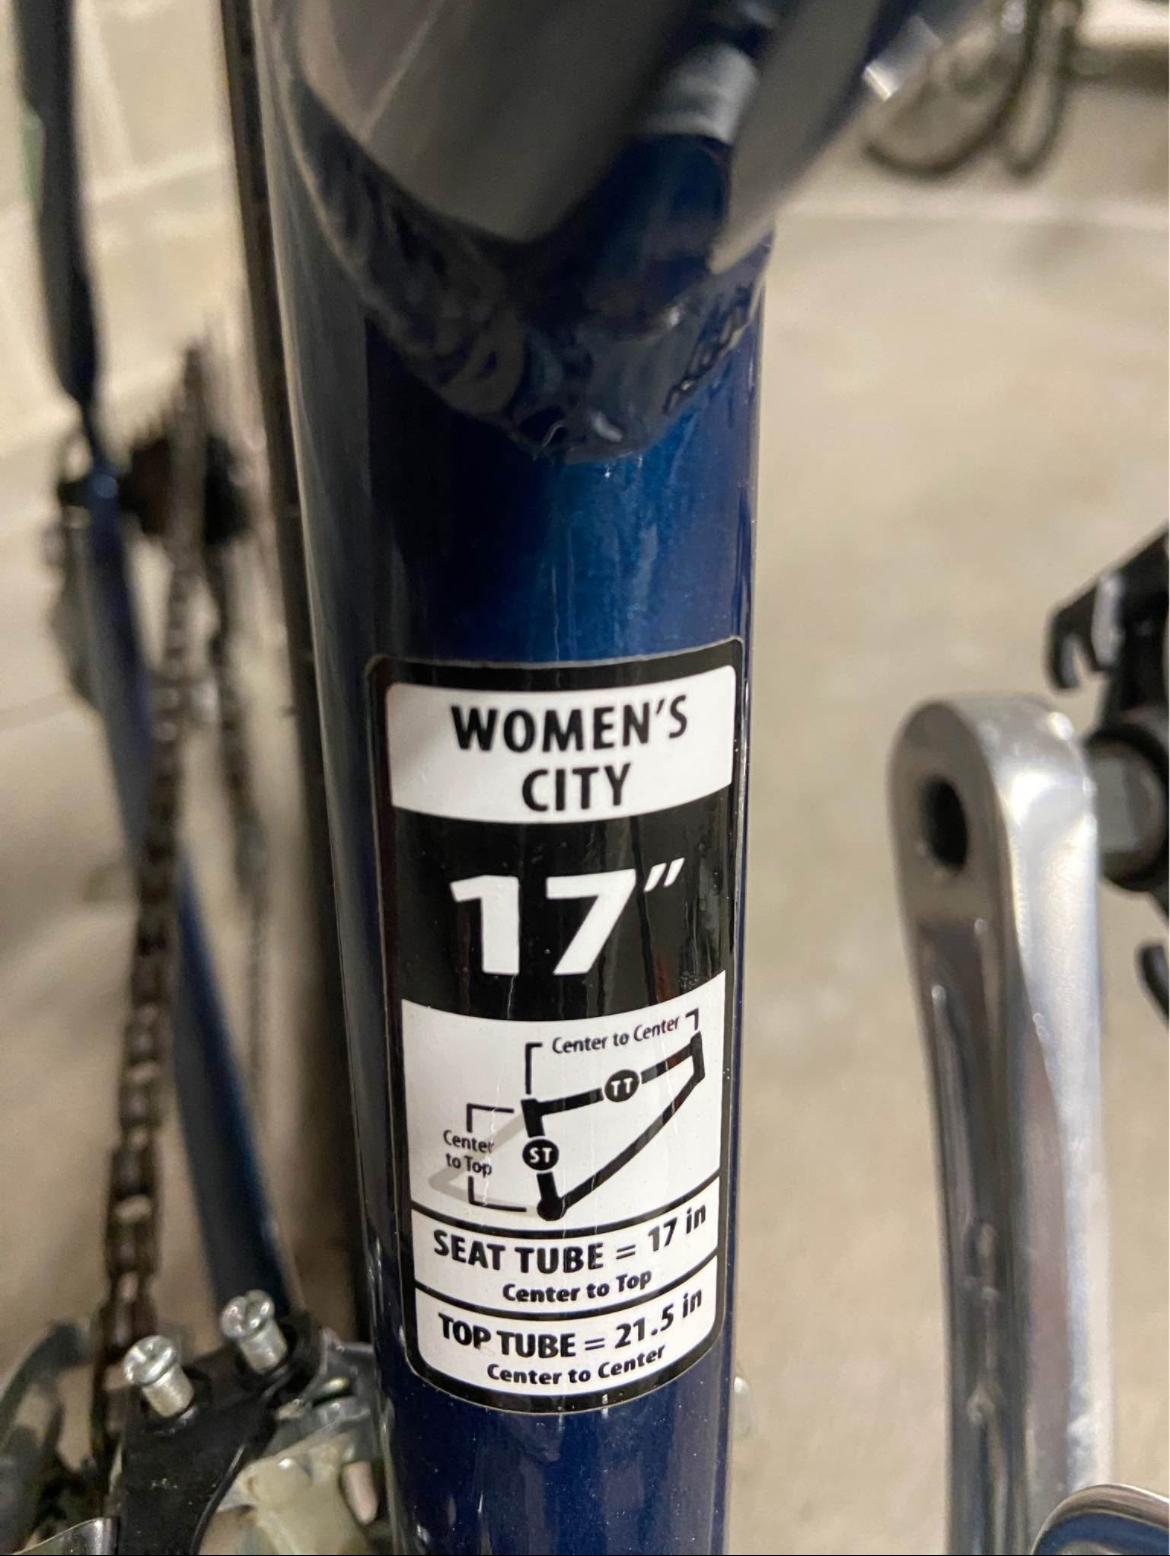 WOMEN'S
CITY
17"
Center to Center
TT
Center
to Top
ST
SEAT TUBE = 17 in
Center to Top
TOP TUBE = 21.5 in
Center to Center